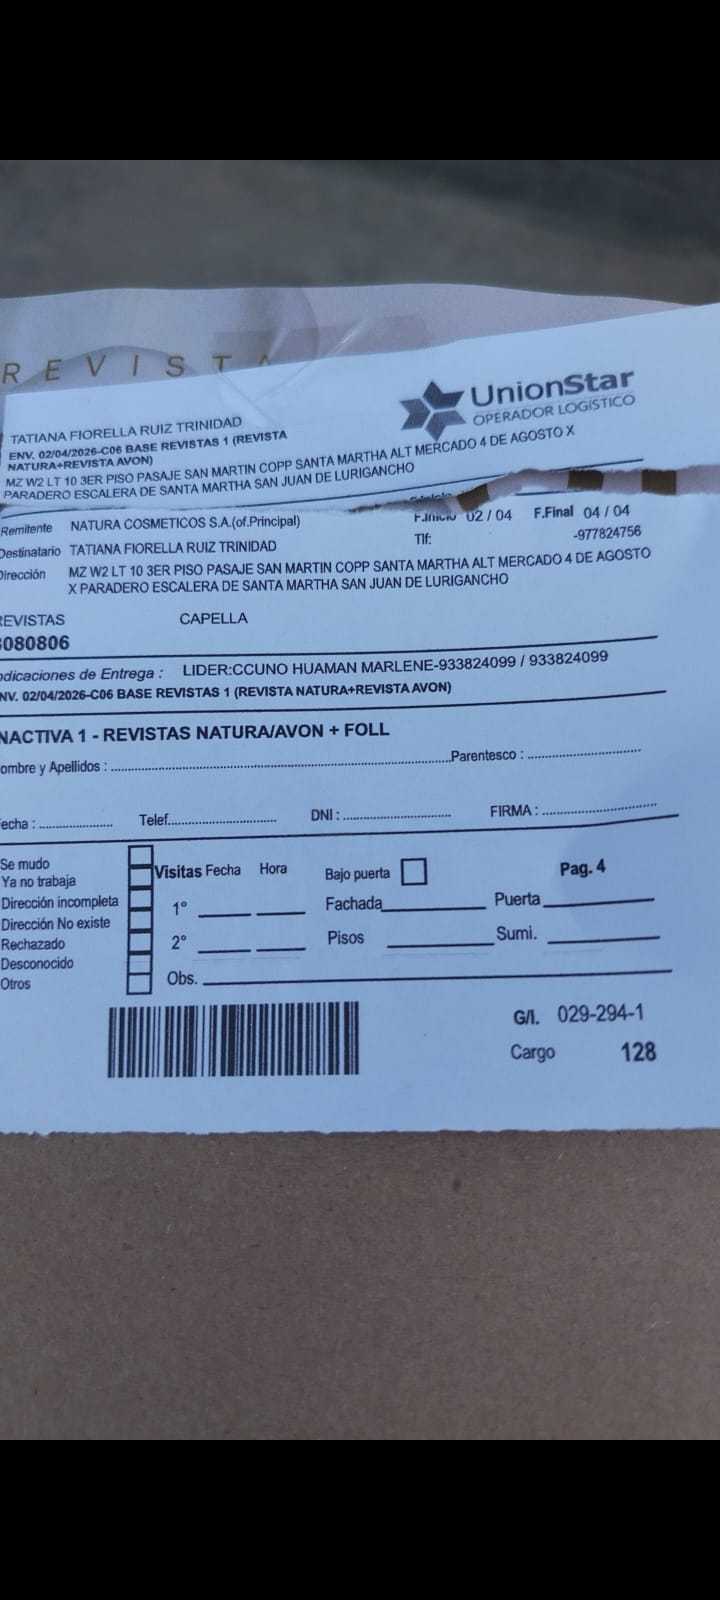 REVISTA
UnionStar
OPERADOR LOGÍSTICO
TATIANA FIORELLA RUIZ TRINIDAD
ENV. 02/04/2026-C06 BASE REVISTAS 1 (REVISTA
NATURA+REVISTA AVON)
MZ W2 LT 10 3ER PISO PASAJE SAN MARTIN COPP SANTA MARTHA ALT MERCADO 4 DE AGOSTO X
PARADERO ESCALERA DE SANTA MARTHA SAN JUAN DE LURIGANCHO
Remitente NATURA COSMETICOS S.A.(of.Principal) F.Inicio 02 / 04 F.Final 04 / 04
Destinatario TATIANA FIORELLA RUIZ TRINIDAD Tlf: -977824756
Dirección MZ W2 LT 10 3ER PISO PASAJE SAN MARTIN COPP SANTA MARTHA ALT MERCADO 4 DE AGOSTO
X PARADERO ESCALERA DE SANTA MARTHA SAN JUAN DE LURIGANCHO
REVISTAS CAPELLA
080806
ndicaciones de Entrega : LIDER:CCUNO HUAMAN MARLENE-933824099 / 933824099
NV. 02/04/2026-C06 BASE REVISTAS 1 (REVISTA NATURA+REVISTA AVON)
NACTIVA 1 - REVISTAS NATURA/AVON + FOLL
ombre y Apellidos : Parentesco :
echa : Telef. DNI : FIRMA :
Se mudo
Ya no trabaja
Dirección incompleta
Dirección No existe
Rechazado
Desconocido
Otros
Visitas Fecha Hora Bajo puerta Pag. 4
1° Fachada Puerta
2° Pisos Sumi.
Obs.
G/I. 029-294-1
Cargo 128